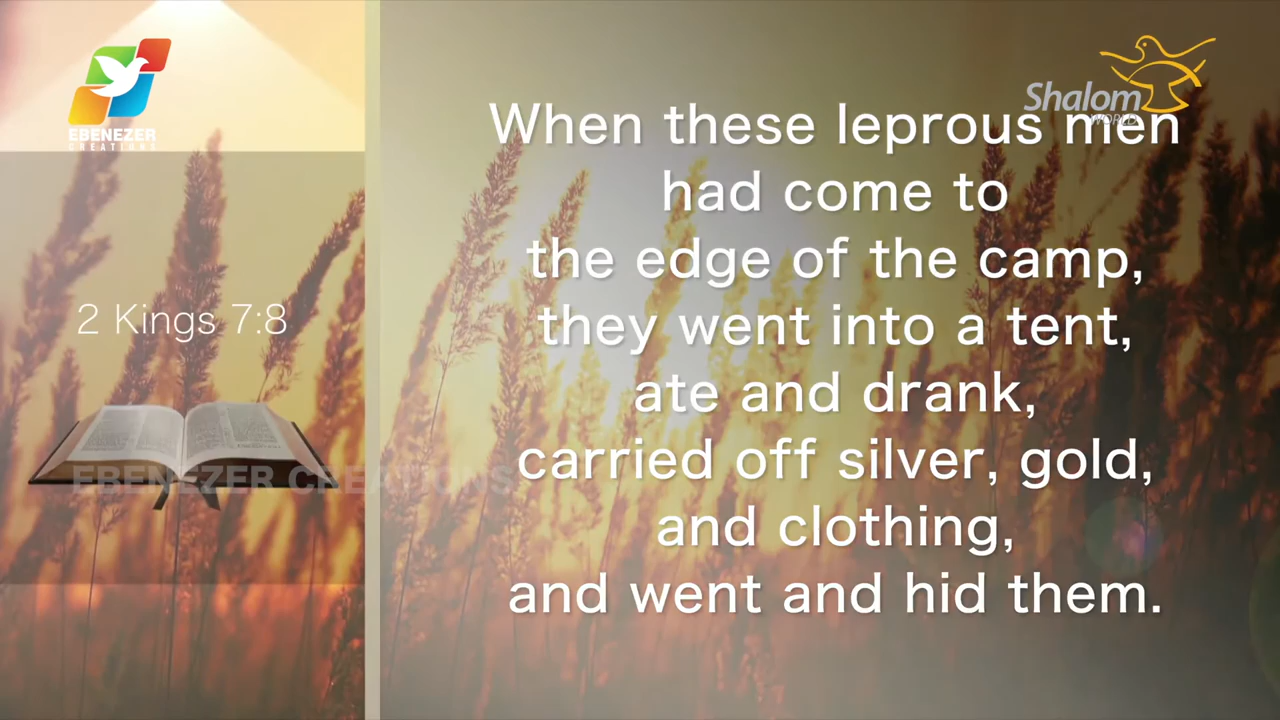 EBENEZER
CREATIONS
2 Kings 7:8
EBENEZER CREATIONS
Shalom
WORLD
When these leprous men
had come to
the edge of the camp,
they went into a tent,
ate and drank,
carried off silver, gold,
and clothing,
and went and hid them.